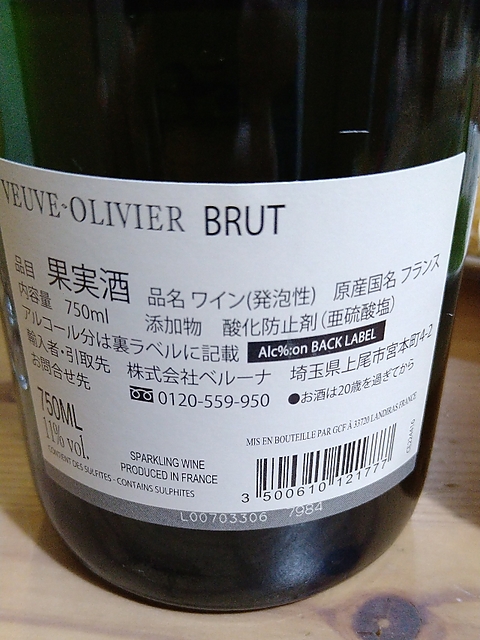 VEUVE-OLIVIER BRUT
品目 果実酒 品名 ワイン(発泡性) 原産国名 フランス
内容量 750ml 添加物 酸化防止剤(亜硫酸塩)
アルコール分は裏ラベルに記載 Alc%:on BACK LABEL
輸入者・引取先 株式会社ベルーナ 埼玉県上尾市宮本町4-2
お問合せ先 0120-559-950 ●お酒は20歳を過ぎてから
750ML
11% vol.
CONTIENT DES SULFITES - CONTAINS SULPHITES
SPARKLING WINE
PRODUCED IN FRANCE
MIS EN BOUTEILLE PAR GCF À 33720 LANDIRAS FRANCE
3 500610 121777
L00703306 7984